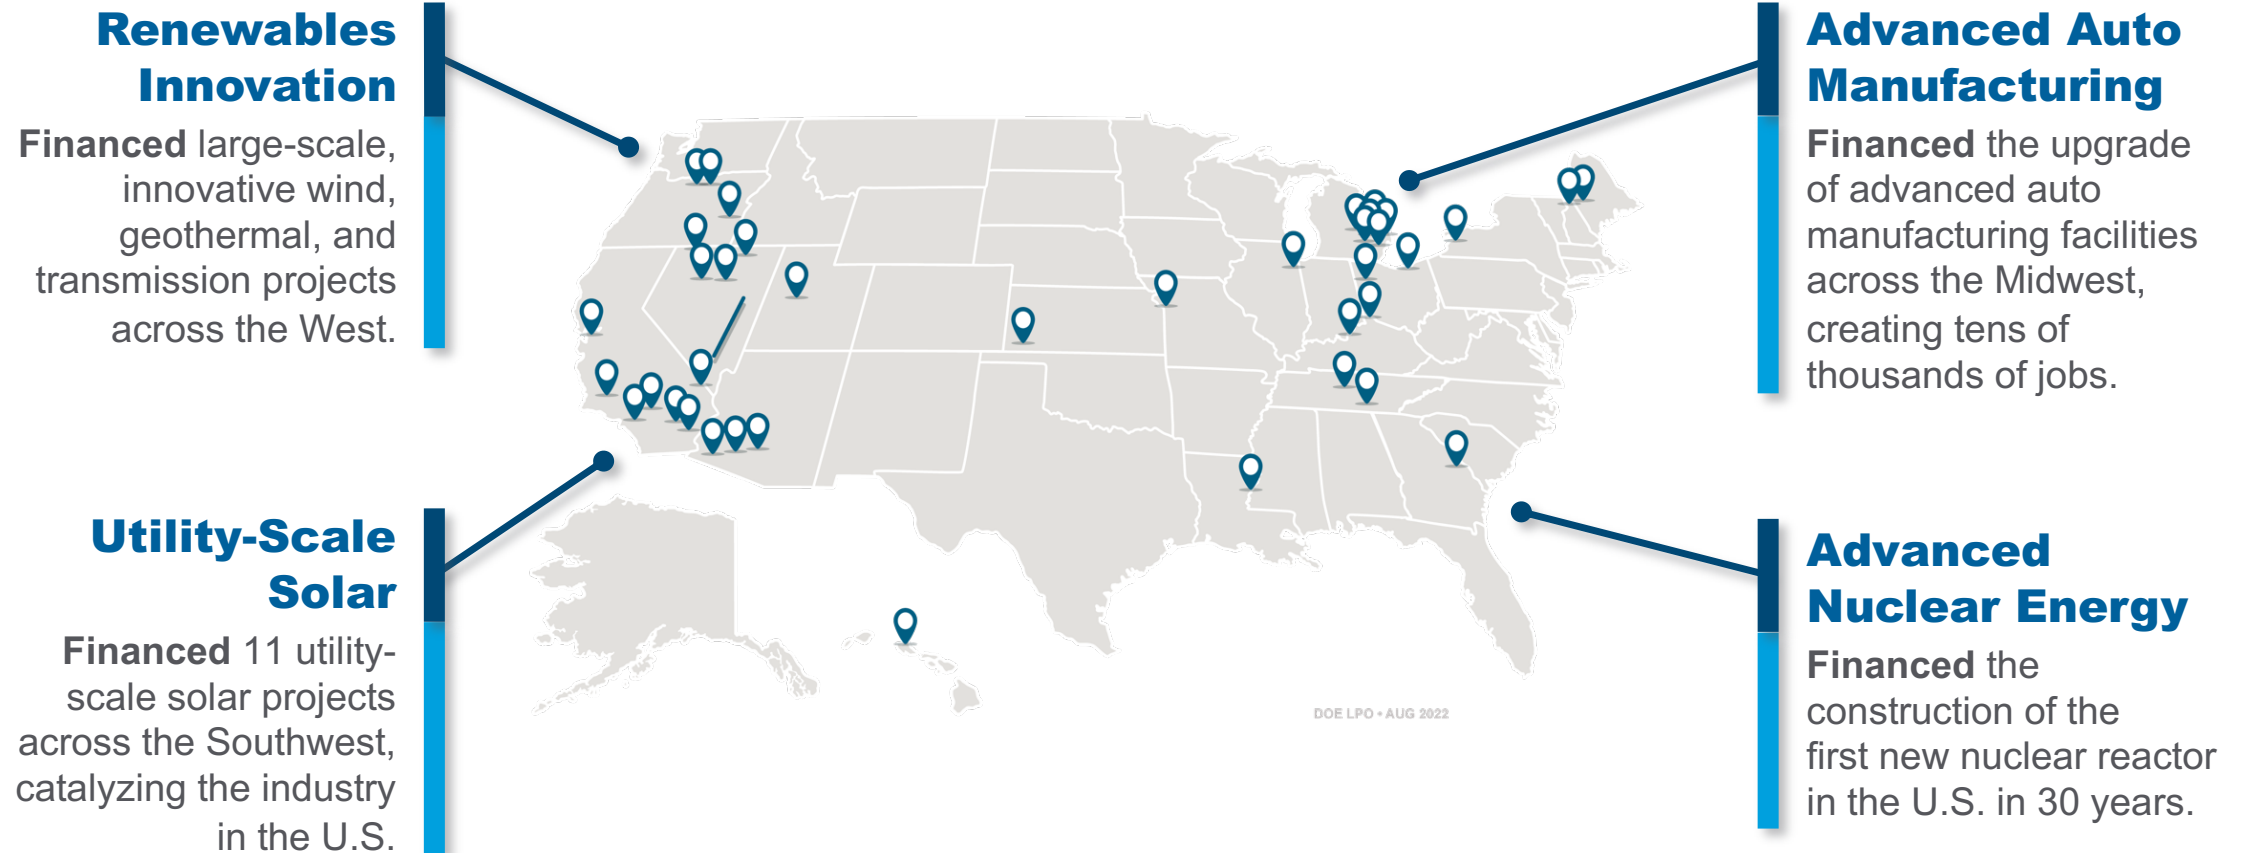 Renewables
Innovation
Financed large-scale,
innovative wind,
geothermal, and
transmission projects
across the West.
Utility-Scale
Solar
Financed 11 utility-
scale solar projects
across the Southwest,
catalyzing the industry
in the U.S.
Advanced Auto
Manufacturing
Financed the upgrade
of advanced auto
manufacturing facilities
across the Midwest,
creating tens of
thousands of jobs.
Advanced
Nuclear Energy
Financed the
construction of the
first new nuclear reactor
in the U.S. in 30 years.
DOE LPO • AUG 2022